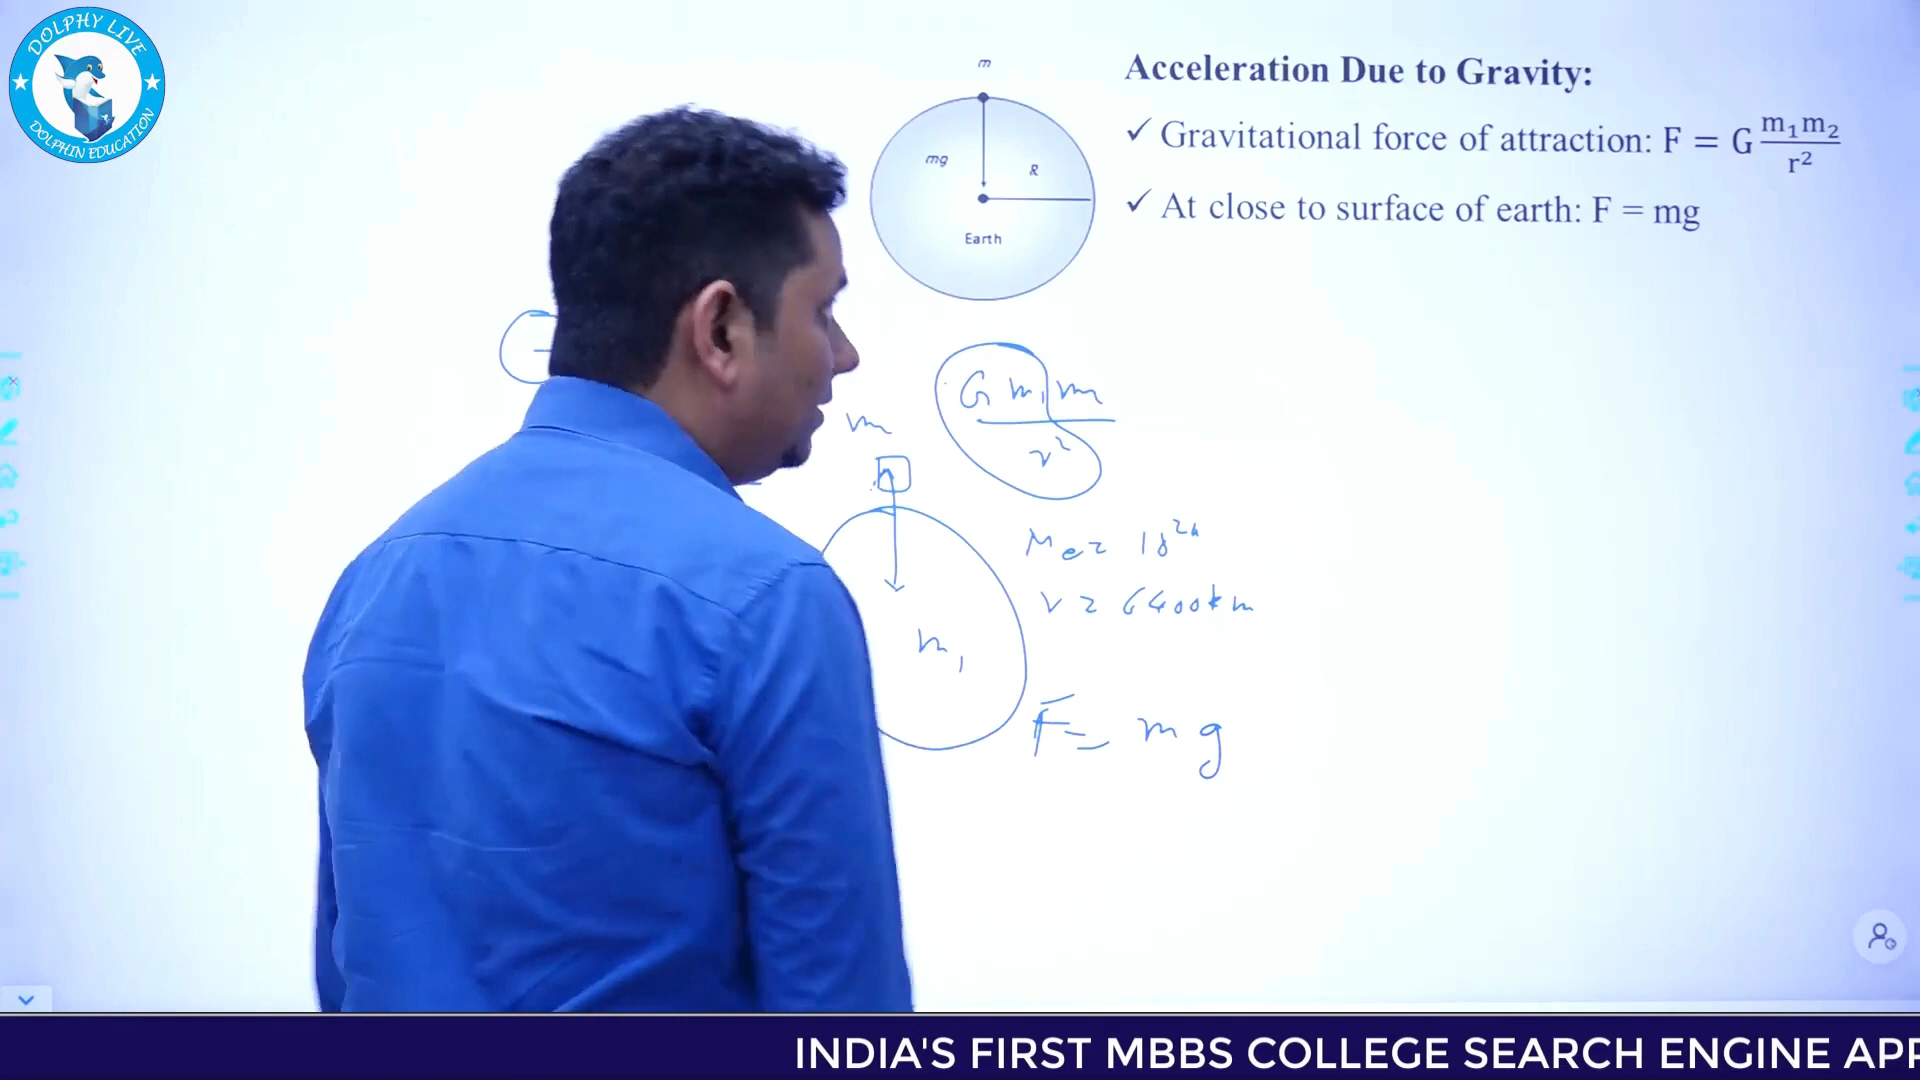 DOLPHY LIVE
DOLPHIN EDUCATION
m
mg
R
Earth
Acceleration Due to Gravity:
✓ Gravitational force of attraction: F = G m₁m₂ / r²
✓ At close to surface of earth: F = mg
G m₁ m / r²
m
m₁
Me = 10²⁴
r = 6400 km
F = mg
INDIA'S FIRST MBBS COLLEGE SEARCH ENGINE APP